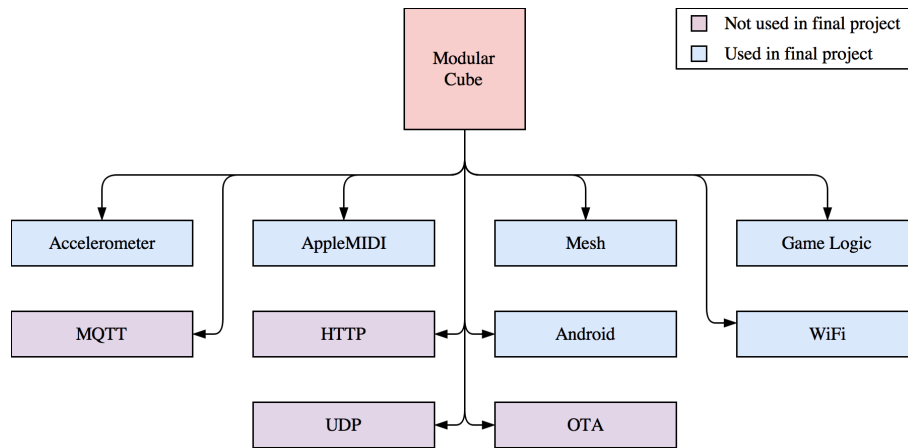 Modular
Cube
Not used in final project
Used in final project
Accelerometer
AppleMIDI
Mesh
Game Logic
MQTT
HTTP
Android
WiFi
UDP
OTA